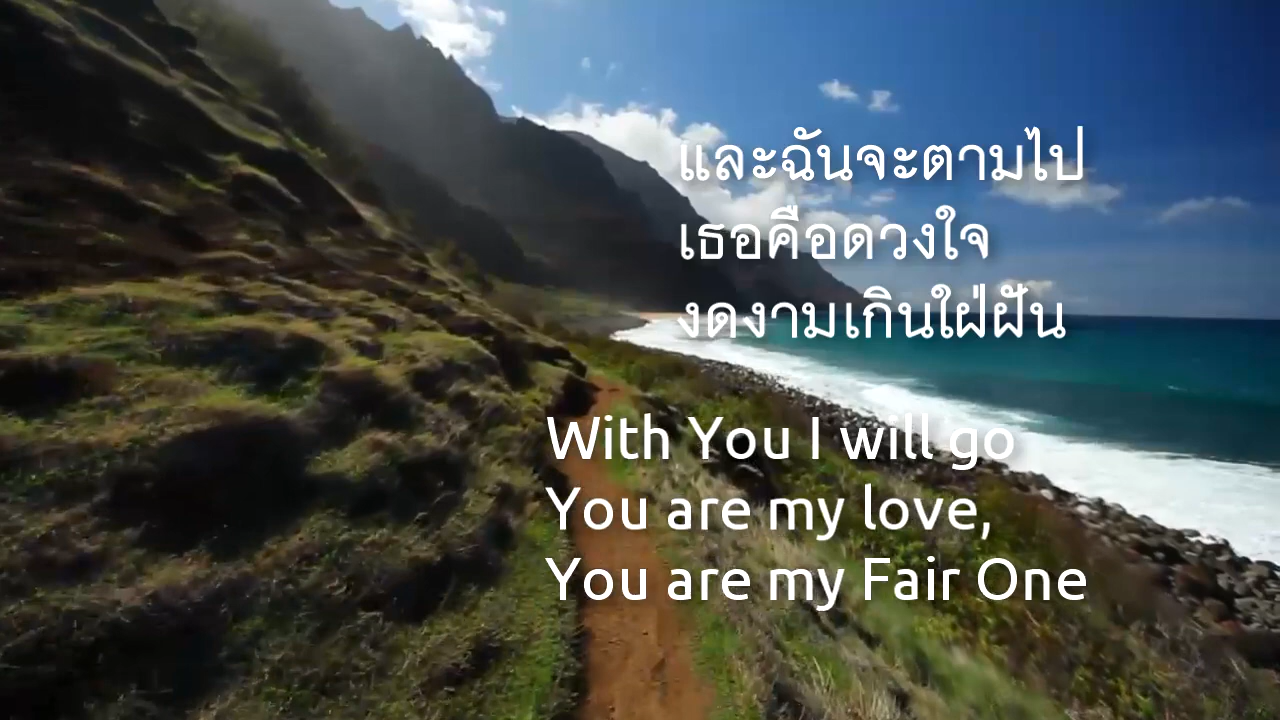 และฉันจะตามไป
เธอคือดวงใจ
งดงามเกินใฝ่ฝัน
With You I will go
You are my love,
You are my Fair One